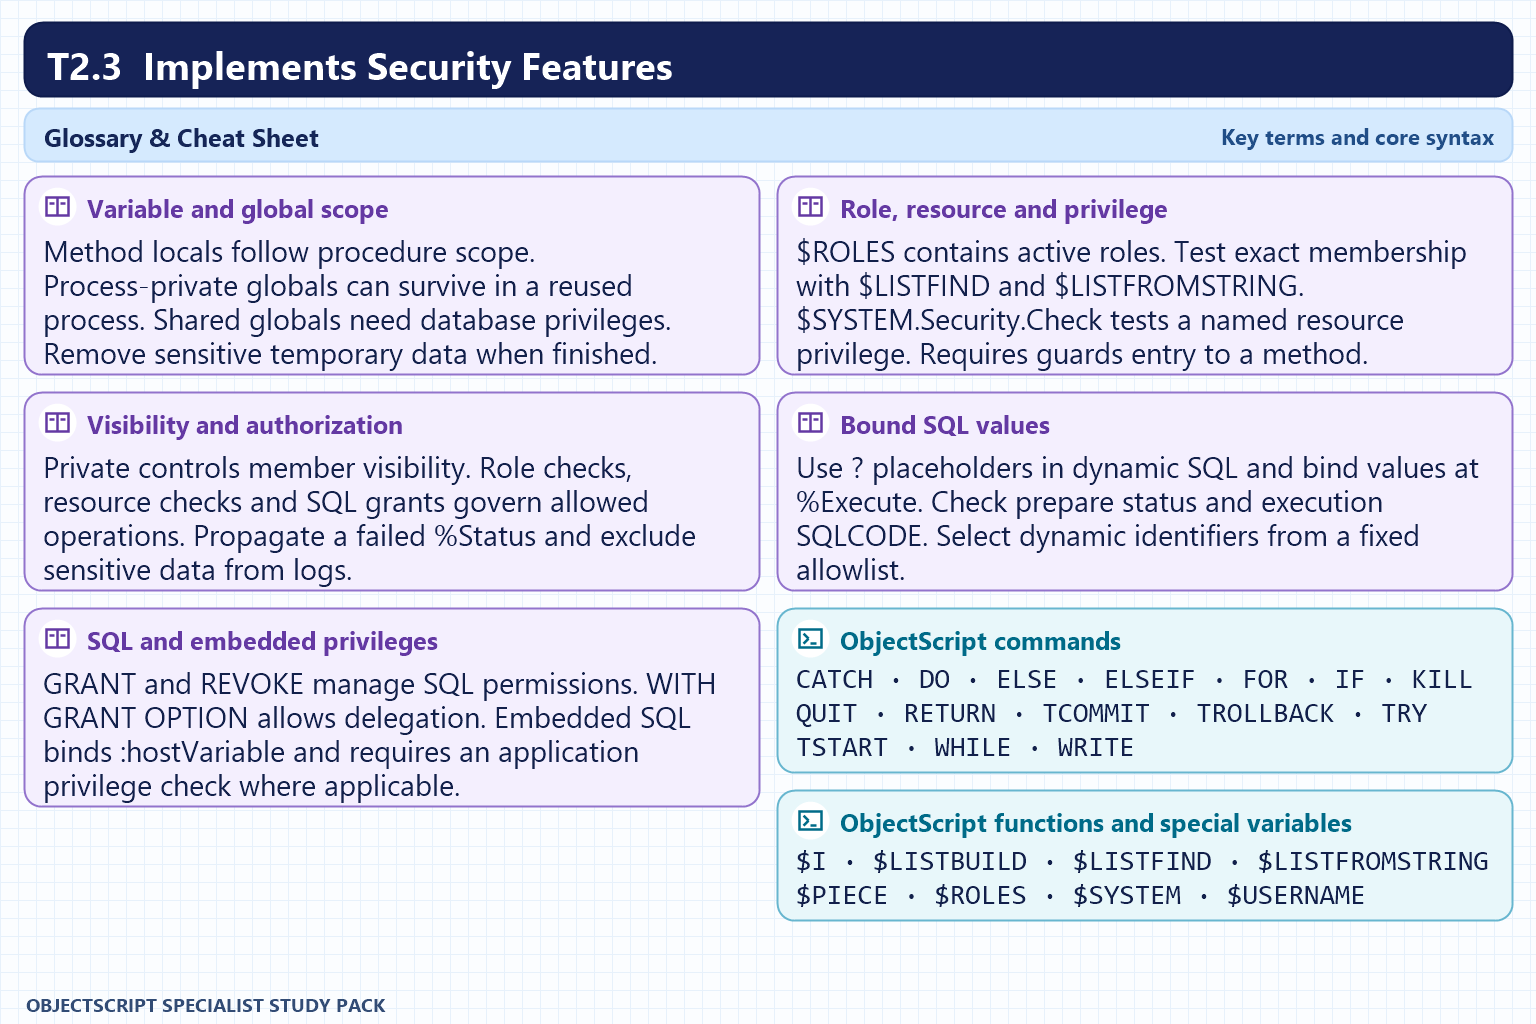 T2.3 Implements Security Features
Glossary & Cheat Sheet
Key terms and core syntax
Variable and global scope
Method locals follow procedure scope.
Process-private globals can survive in a reused
process. Shared globals need database privileges.
Remove sensitive temporary data when finished.
Role, resource and privilege
$ROLES contains active roles. Test exact membership
with $LISTFIND and $LISTFROMSTRING.
$SYSTEM.Security.Check tests a named resource
privilege. Requires guards entry to a method.
Visibility and authorization
Private controls member visibility. Role checks,
resource checks and SQL grants govern allowed
operations. Propagate a failed %Status and exclude
sensitive data from logs.
Bound SQL values
Use ? placeholders in dynamic SQL and bind values at
%Execute. Check prepare status and execution
SQLCODE. Select dynamic identifiers from a fixed
allowlist.
SQL and embedded privileges
GRANT and REVOKE manage SQL permissions. WITH
GRANT OPTION allows delegation. Embedded SQL
binds :hostVariable and requires an application
privilege check where applicable.
ObjectScript commands
CATCH · DO · ELSE · ELSEIF · FOR · IF · KILL
QUIT · RETURN · TCOMMIT · TROLLBACK · TRY
TSTART · WHILE · WRITE
ObjectScript functions and special variables
$I · $LISTBUILD · $LISTFIND · $LISTFROMSTRING
$PIECE · $ROLES · $SYSTEM · $USERNAME
OBJECTSCRIPT SPECIALIST STUDY PACK